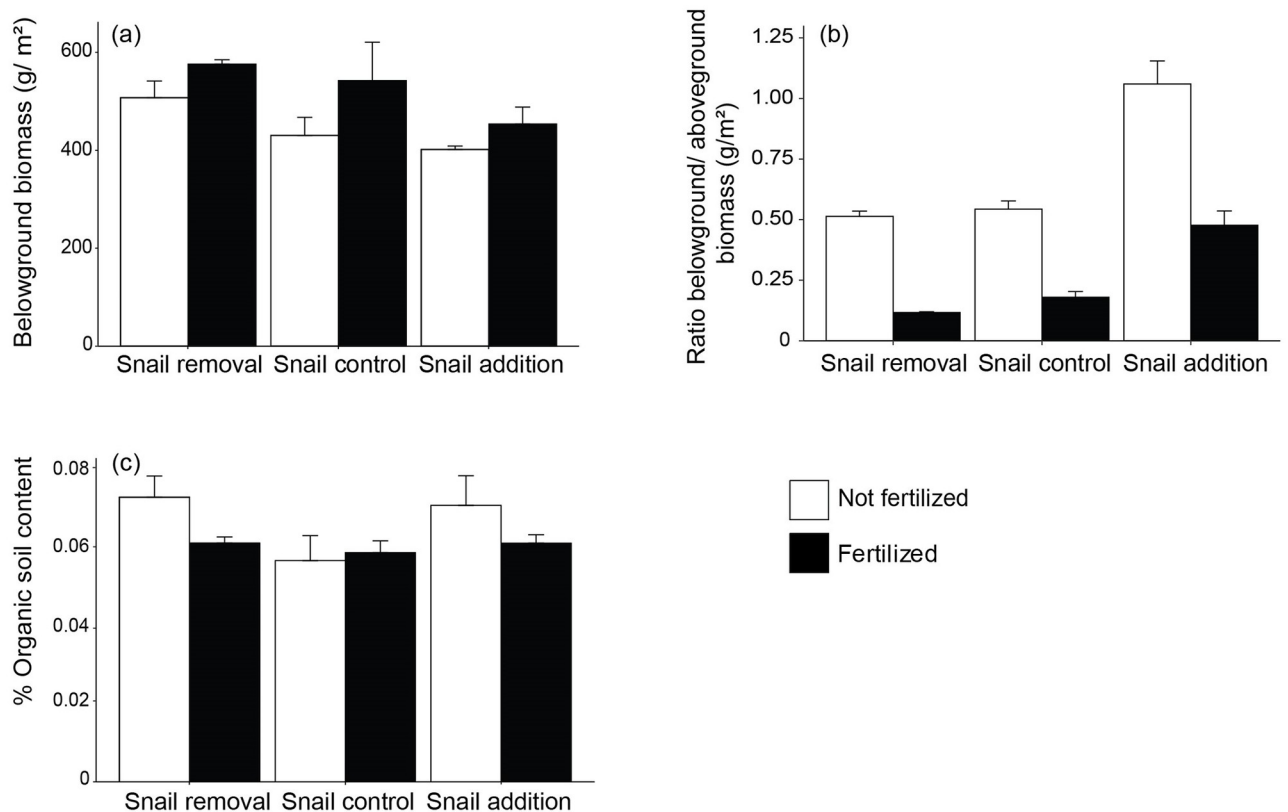 (a)
Belowground biomass (g/ m²)
600
400
200
0
Snail removal Snail control Snail addition
(b)
Ratio belowground/ aboveground
biomass (g/m²)
1.25
1.00
0.75
0.50
0.25
0
Snail removal Snail control Snail addition
(c)
% Organic soil content
0.08
0.06
0.04
0.02
0
Snail removal Snail control Snail addition
Not fertilized
Fertilized